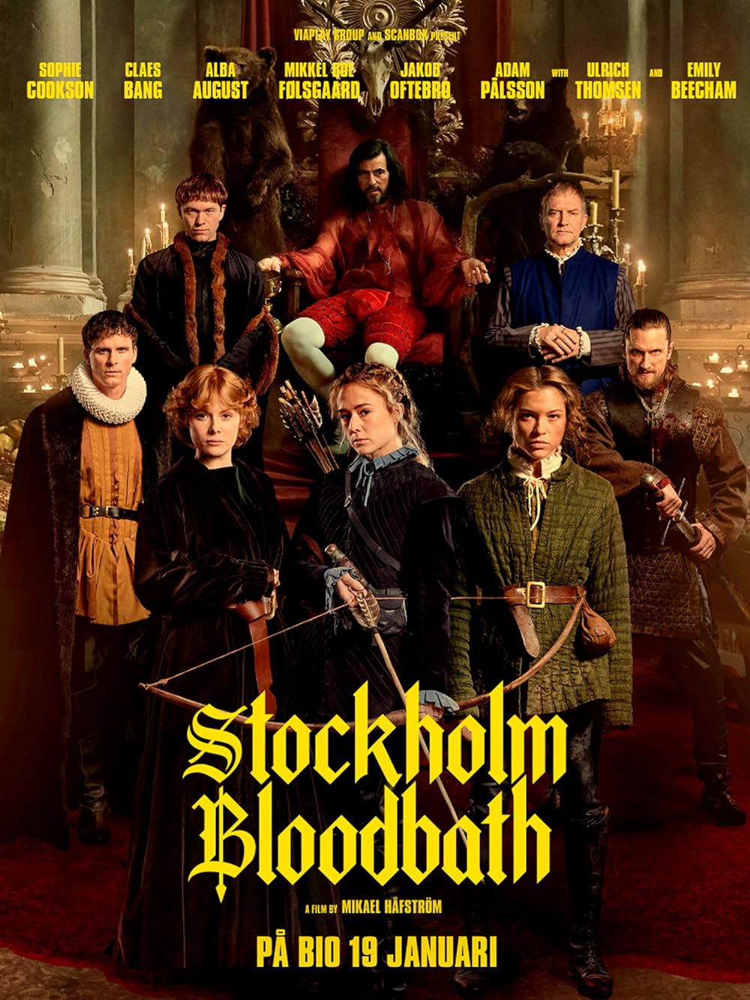 VIAPLAY GROUP AND SCANBOX PRESENT
SOPHIE COOKSON
CLAES BANG
ALBA AUGUST
MIKKEL BOE FØLSGAARD
JAKOB OFTEBRO
ADAM PÅLSSON
WITH ULRICH THOMSEN
AND EMILY BEECHAM
Stockholm
Bloodbath
A FILM BY MIKAEL HÅFSTRÖM
PÅ BIO 19 JANUARI